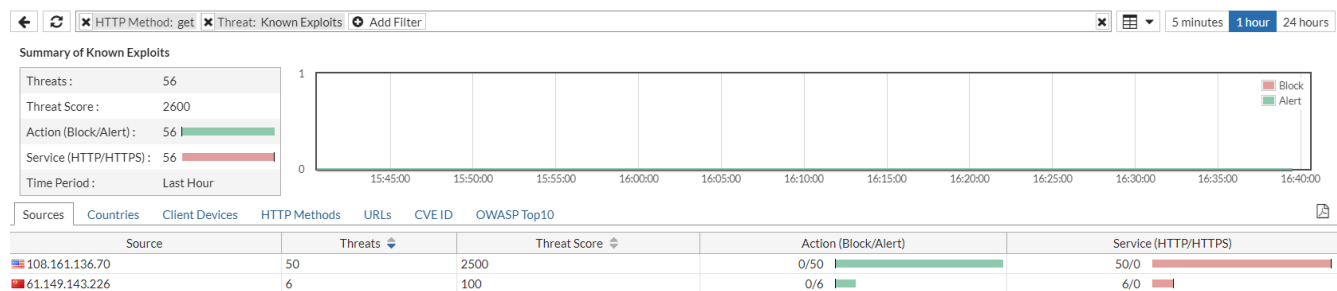 HTTP Method: get Threat: Known Exploits Add Filter 5 minutes 1 hour 24 hours
Summary of Known Exploits
Threats : 56
Threat Score : 2600
Action (Block/Alert) : 56
Service (HTTP/HTTPS) : 56
Time Period : Last Hour
1
0
Block
Alert
15:45:00 15:50:00 15:55:00 16:00:00 16:05:00 16:10:00 16:15:00 16:20:00 16:25:00 16:30:00 16:35:00 16:40:00
Sources Countries Client Devices HTTP Methods URLs CVE ID OWASP Top10
Source Threats Threat Score Action (Block/Alert) Service (HTTP/HTTPS)
108.161.136.70 50 2500 0/50 50/0
61.149.143.226 6 100 0/6 6/0